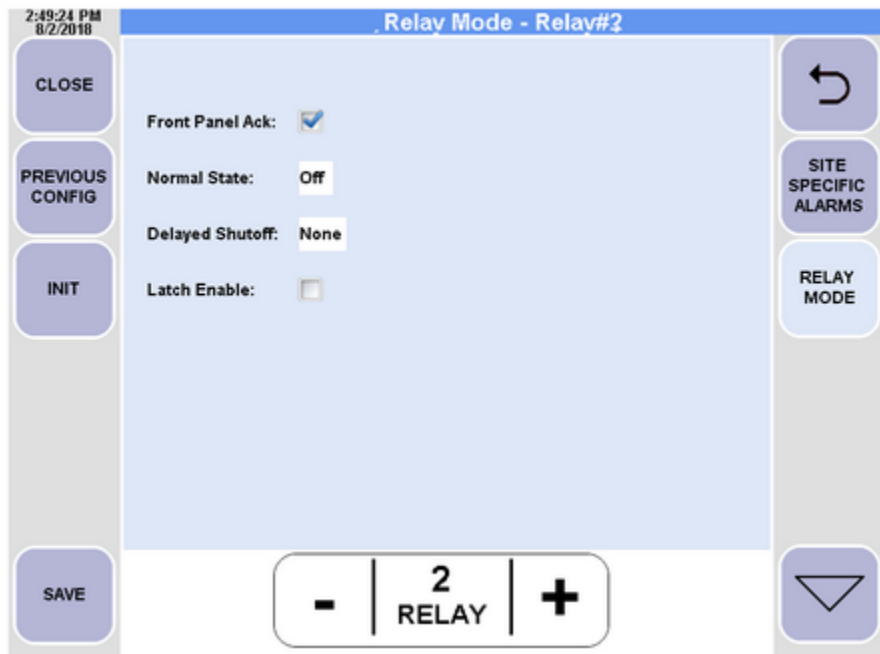 2:49:24 PM
8/2/2018
Relay Mode - Relay#2
CLOSE
PREVIOUS
CONFIG
INIT
SAVE
Front Panel Ack:
Normal State: Off
Delayed Shutoff: None
Latch Enable:
SITE
SPECIFIC
ALARMS
RELAY
MODE
- 2 +
RELAY